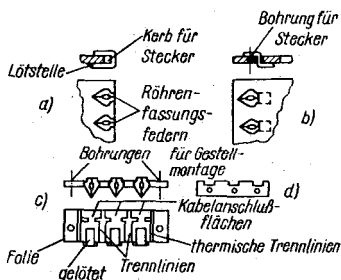 Kerb für
Stecker
Lötstelle
Bohrung für
Stecker
a)
Röhren-
fassungs-
federn
b)
Bohrungen
für Gestell-
montage
c)
d)
Kabelanschluß-
flächen
Folie
thermische Trennlinien
Trennlinien
gelötet